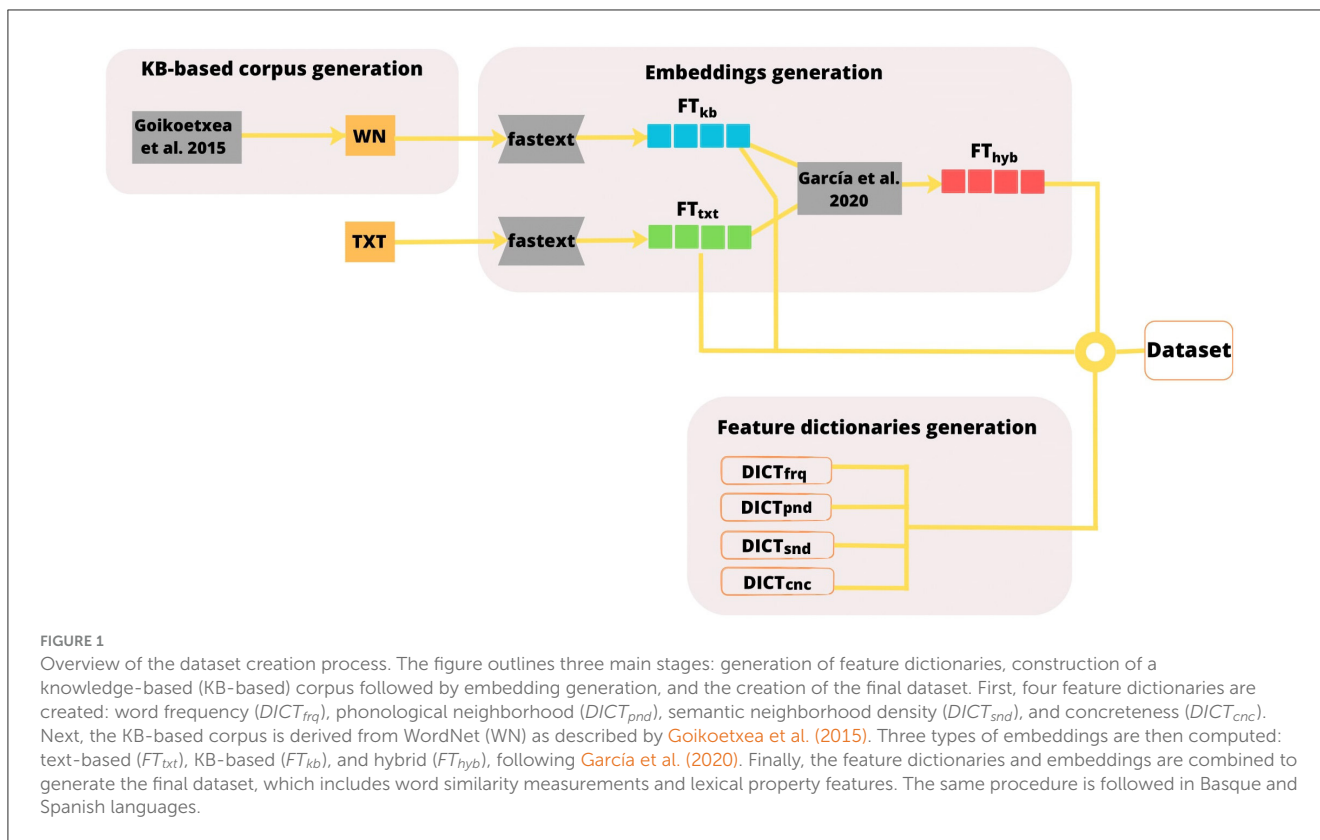 KB-based corpus generation
Goikoetxea
et al. 2015
WN
TXT
Embeddings generation
fastext
FTkb
fastext
FTtxt
García et al.
2020
FThyb
Dataset
Feature dictionaries generation
DICTfrq
DICTpnd
DICTsnd
DICTcnc
FIGURE 1
Overview of the dataset creation process. The figure outlines three main stages: generation of feature dictionaries, construction of a
knowledge-based (KB-based) corpus followed by embedding generation, and the creation of the final dataset. First, four feature dictionaries are
created: word frequency (DICTfrq), phonological neighborhood (DICTpnd), semantic neighborhood density (DICTsnd), and concreteness (DICTcnc).
Next, the KB-based corpus is derived from WordNet (WN) as described by Goikoetxea et al. (2015). Three types of embeddings are then computed:
text-based (FTtxt), KB-based (FTkb), and hybrid (FThyb), following García et al. (2020). Finally, the feature dictionaries and embeddings are combined to
generate the final dataset, which includes word similarity measurements and lexical property features. The same procedure is followed in Basque and
Spanish languages.